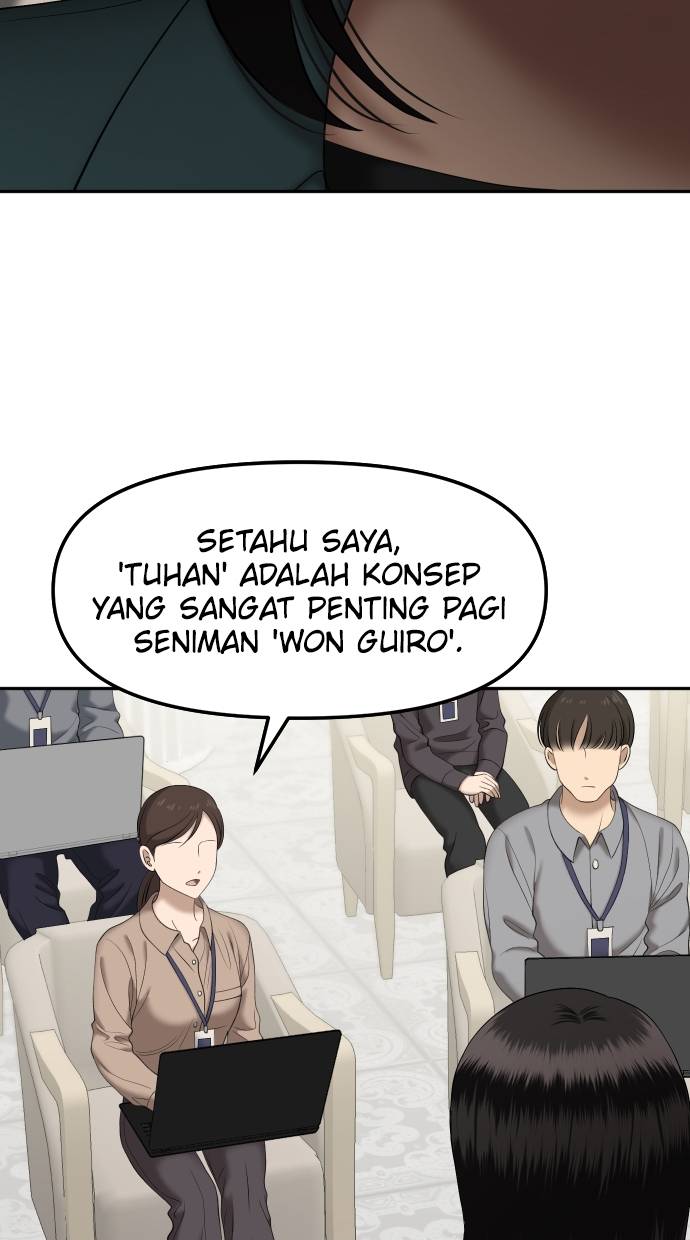 SETAHU SAYA,
'TUHAN' ADALAH KONSEP
YANG SANGAT PENTING PAGI
SENIMAN 'WON GUIRO'.